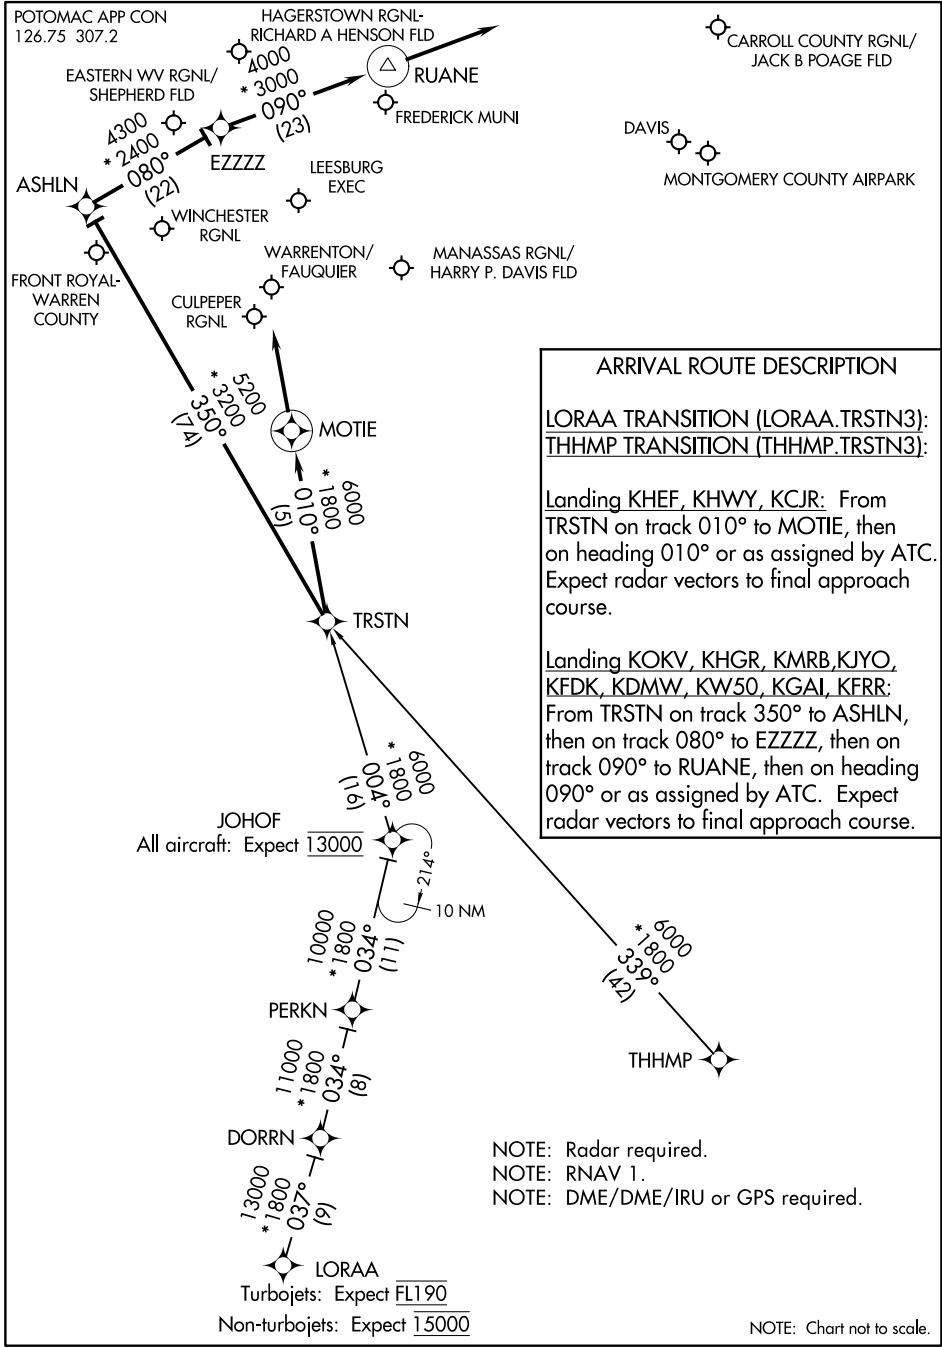 POTOMAC APP CON
126.75 307.2
HAGERSTOWN RGNL-
RICHARD A HENSON FLD
CARROLL COUNTY RGNL/
JACK B POAGE FLD
EASTERN WV RGNL/
SHEPHERD FLD
4000
* 3000
090°
(23)
RUANE
FREDERICK MUNI
4300
* 2400
080°
(22)
EZZZZ
DAVIS
MONTGOMERY COUNTY AIRPARK
ASHLN
LEESBURG
EXEC
WINCHESTER
RGNL
FRONT ROYAL-
WARREN
COUNTY
WARRENTON/
FAUQUIER
MANASSAS RGNL/
HARRY P. DAVIS FLD
CULPEPER
RGNL
5200
* 3200
350°
(74)
MOTIE
6000
* 1800
010°
(5)
TRSTN
ARRIVAL ROUTE DESCRIPTION
LORAA TRANSITION (LORAA.TRSTN3):
THHMP TRANSITION (THHMP.TRSTN3):
Landing KHEF, KHWY, KCJR: From
TRSTN on track 010° to MOTIE, then
on heading 010° or as assigned by ATC.
Expect radar vectors to final approach
course.
Landing KOKV, KHGR, KMRB,KJYO,
KFDK, KDMW, KW50, KGAI, KFRR:
From TRSTN on track 350° to ASHLN,
then on track 080° to EZZZZ, then on
track 090° to RUANE, then on heading
090° or as assigned by ATC. Expect
radar vectors to final approach course.
6000
* 1800
004°
(16)
JOHOF
All aircraft: Expect 13000
214°
10 NM
10000
* 1800
034°
(11)
6000
*1800
339°
(42)
PERKN
THHMP
11000
*1800
034°
(8)
DORRN
13000
*1800
037°
(9)
NOTE: Radar required.
NOTE: RNAV 1.
NOTE: DME/DME/IRU or GPS required.
LORAA
Turbojets: Expect FL190
Non-turbojets: Expect 15000
NOTE: Chart not to scale.